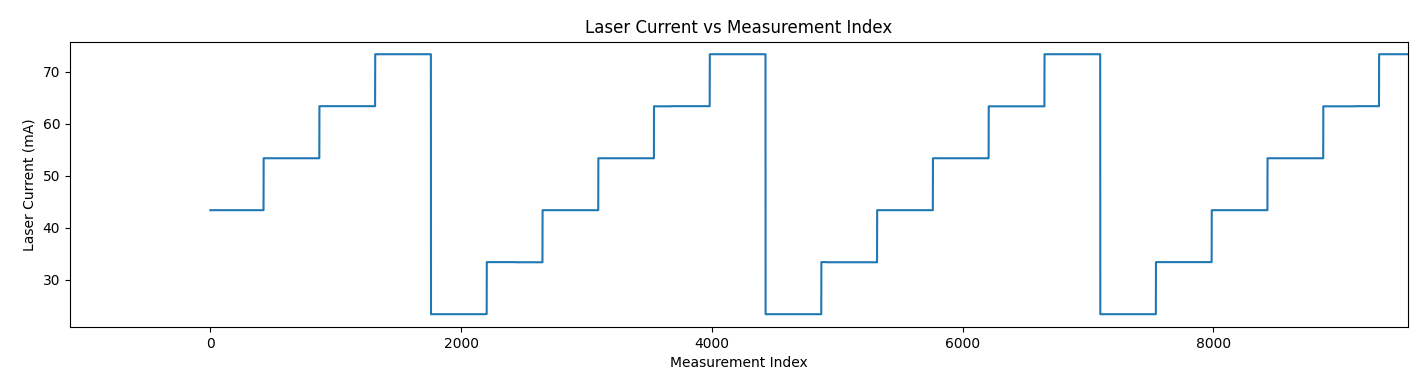 Laser Current vs Measurement Index
70
60
50
40
30
Laser Current (mA)
0 2000 4000 6000 8000
Measurement Index